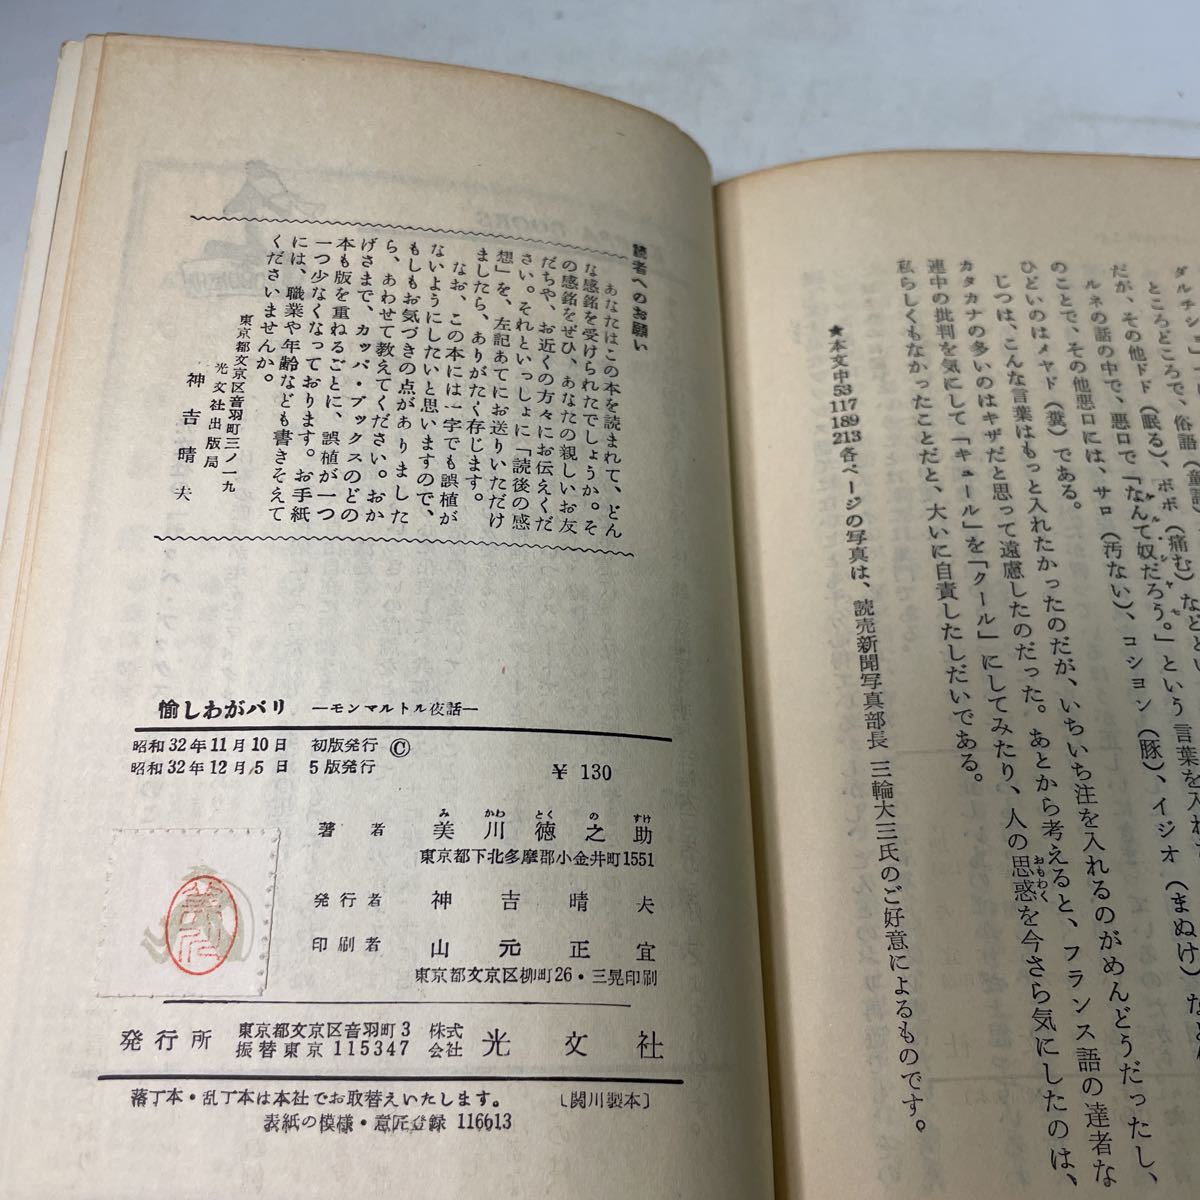 ところどころで、俗語(童語)などとい
だが、その他ドド(眠る)、ボボ(痛む)などとい
ルネの話の中で、悪口で「なんて奴だろう。」という言葉を入れ
のことで、その他悪口には、サロ(汚ない)、コション(豚)、イジオ(まぬけ)な
ひどいのはメヤド(糞)である。
じつは、こんな言葉はもっと入れたかったのだが、いちいち注を入れるのがめんどうだったし、
カタカナの多いのはキザだと思って遠慮したのだった。あとから考えると、フランス語の達者な
連中の批判を気にして「キュール」を「クール」にしてみたり、人の思惑を今さら気にしたのは、
おもわく
私らしくもなかったことだと、大いに自責したしだいである。
★本文中53 117 189 213各ページの写真は、読売新聞写真部長 三輪大三氏のご好意によるものです。
読者へのお願い
あなたはこの本を読まれて、どん
な感銘を受けられたでしょうか。そ
の感銘をぜひ、あなたの親しいお友
だちや、お近くの方々にお伝えくだ
さい。それといっしょに「読後の感
想」を、左記あてにお送りいただけ
ましたら、ありがたく存じます。
なお、この本には一字でも誤植が
ないようにしたいと思いますので、
もしもお気づきの点がありました
ら、あわせて教えてください。おか
げさまで、カッパ・ブックスのどの
本も版を重ねるごとに、誤植が一つ
一つ少なくなっております。お手紙
には、職業や年齢なども書きそえて
くださいませんか。
東京都文京区音羽町三ノ一九
光文社出版局
神吉晴夫
愉しわがパリ —モンマルトル夜話—
昭和32年11月10日 初版発行 ©
昭和32年12月5日 5版発行 ¥ 130
みかわとくのすけ
著者 美川徳之助
東京都下北多摩郡小金井町1551
発行者 神吉晴夫
印刷者 山元正宜
東京都文京区柳町26・三晃印刷
発行所 東京都文京区音羽町3 株式
振替東京 115347 会社 光文社
落丁本・乱丁本は本社でお取替えいたします。 〔関川製本〕
表紙の模様・意匠登録 116613